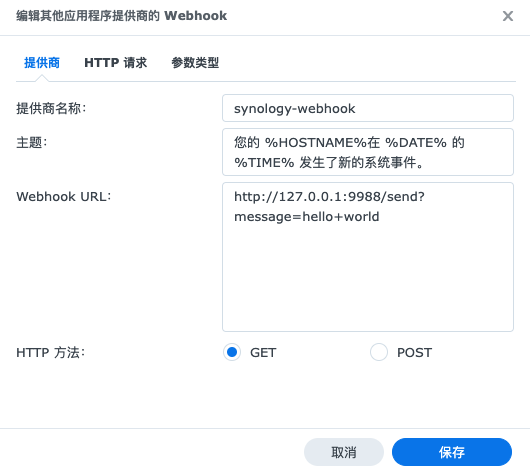 编辑其他应用程序提供商的 Webhook
提供商 HTTP 请求 参数类型
提供商名称: synology-webhook
主题: 您的 %HOSTNAME%在 %DATE% 的
%TIME% 发生了新的系统事件。
Webhook URL: http://127.0.0.1:9988/send?
message=hello+world
HTTP 方法: GET POST
取消 保存